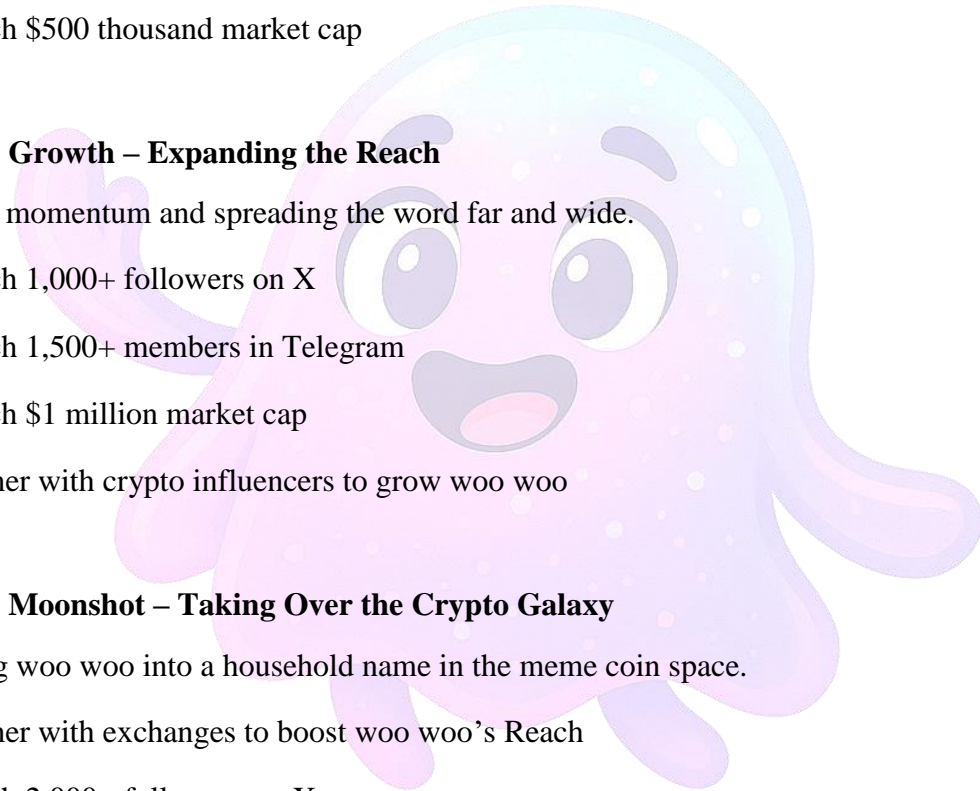 h $500 thousand market cap
Growth – Expanding the Reach
momentum and spreading the word far and wide.
h 1,000+ followers on X
h 1,500+ members in Telegram
h $1 million market cap
ner with crypto influencers to grow woo woo
Moonshot – Taking Over the Crypto Galaxy
g woo woo into a household name in the meme coin space.
ner with exchanges to boost woo woo’s Reach